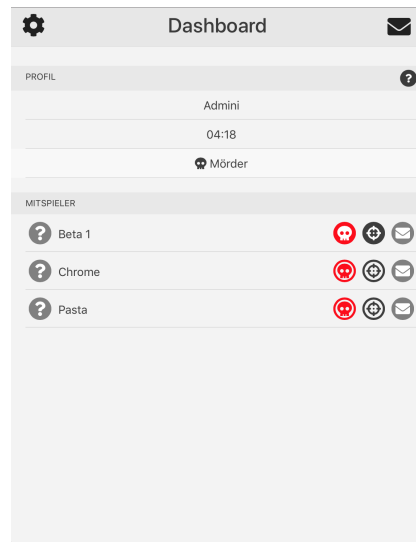 Dashboard
PROFIL
?
Admini
04:18
Mörder
MITSPIELER
? Beta 1
? Chrome
? Pasta